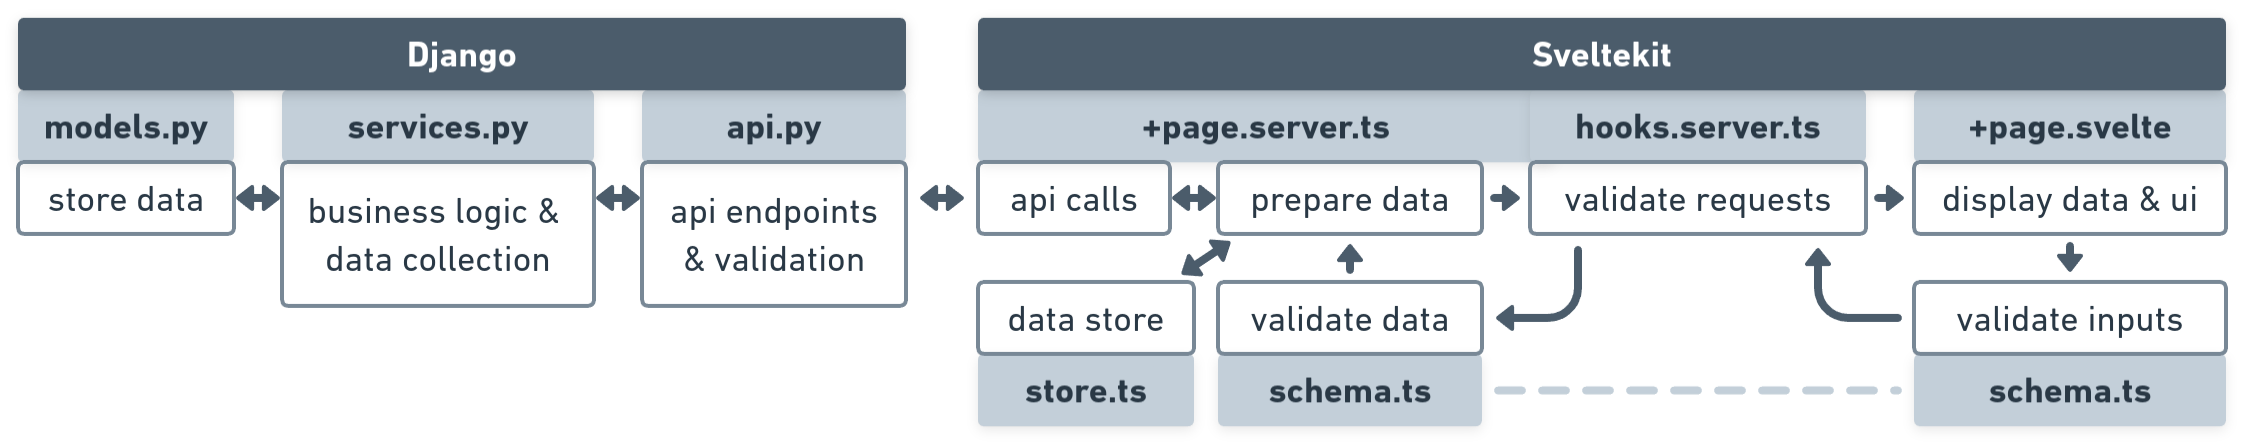 Django
Sveltekit
models.py
services.py
api.py
+page.server.ts
hooks.server.ts
+page.svelte
store data
business logic &
data collection
api endpoints
& validation
api calls
prepare data
validate requests
display data & ui
data store
validate data
validate inputs
store.ts
schema.ts
schema.ts